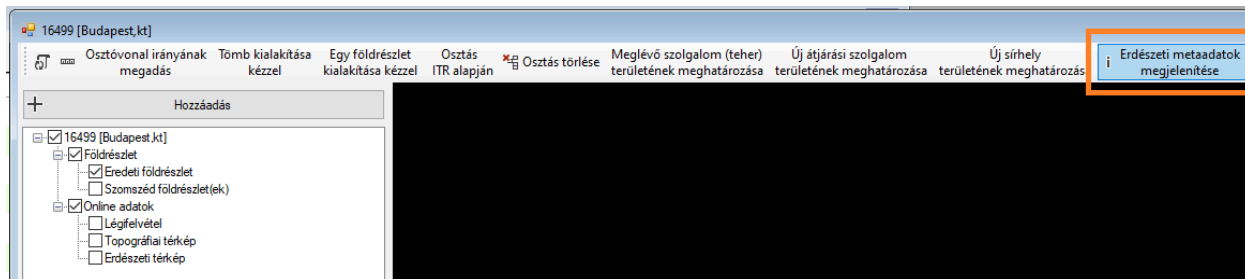 16499 [Budapest,kt]
Osztóvonal irányának megadás
Tömb kialakítása kézzel
Egy földrészlet kialakítása kézzel
Osztás ITR alapján
Osztás törlése
Meglévő szolgalom (teher) területének meghatározása
Új átjárási szolgalom területének meghatározása
Új sírhely területének meghatározás
i Erdészeti metaadatok megjelenítése
+ Hozzáadás
16499 [Budapest,kt]
Földrészlet
Eredeti földrészlet
Szomszéd földrészlet(ek)
Online adatok
Légifelvétel
Topográfiai térkép
Erdészeti térkép